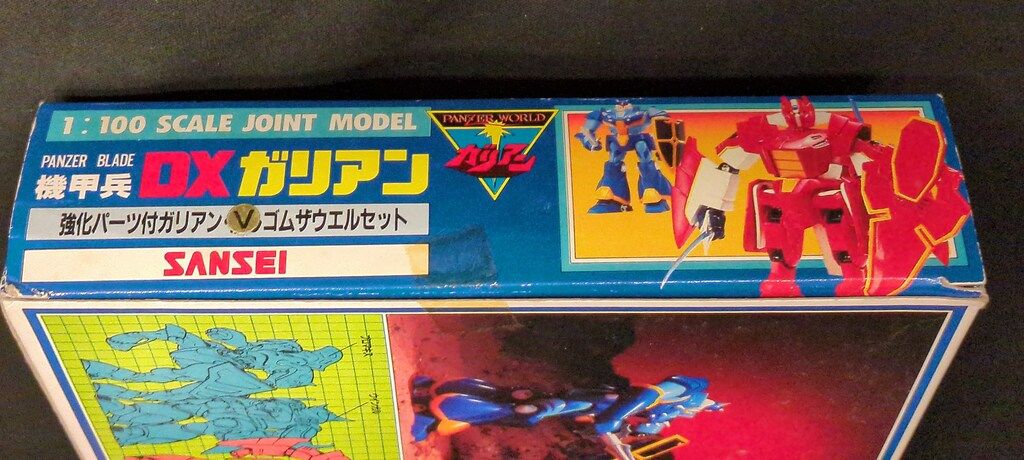 1:100 SCALE JOINT MODEL
PANZER BLADE
機甲兵 DXガリアン
強化パーツ付ガリアン・ ゴムザウエルセット
SANSEI
PANZER WORLD
ガリアン